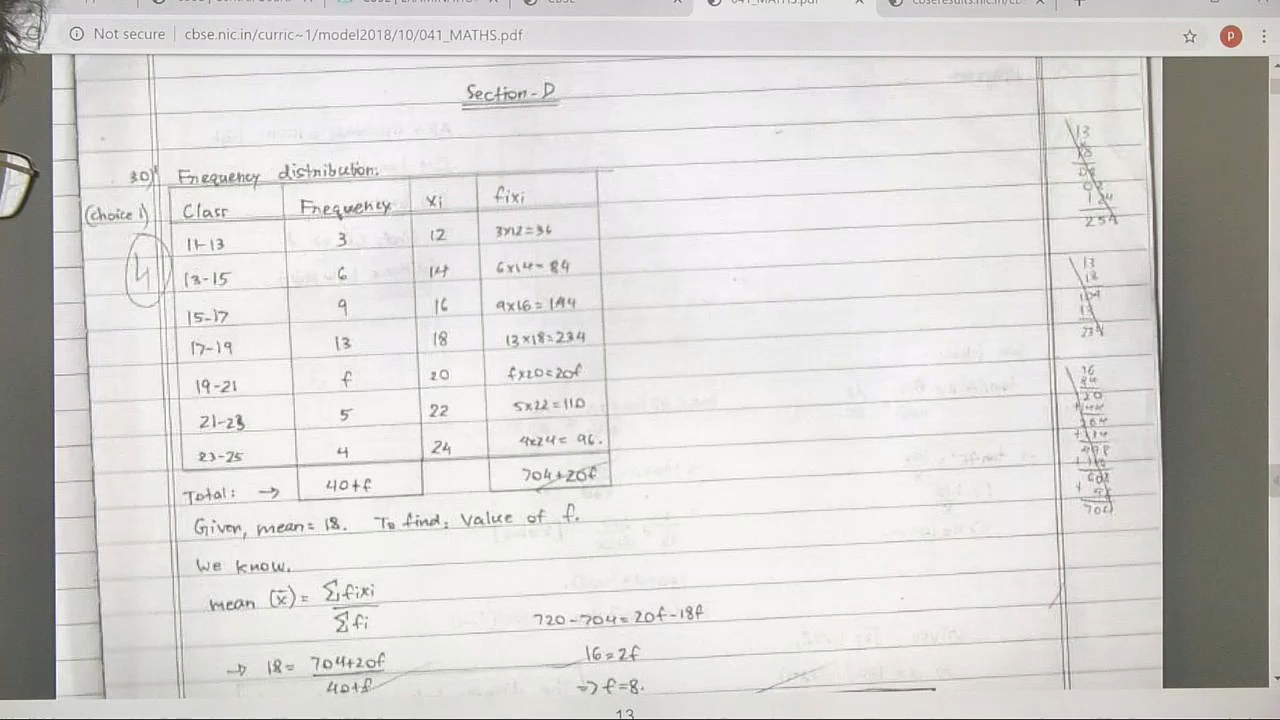 041_MATHS.pdf
Not secure | cbse.nic.in/curric~1/model2018/10/041_MATHS.pdf
P
Section-D
30) Frequency distribution.
(choice 1)
Class Frequency xi fixi
11-13 3 12 3x12=36
4
13-15 6 14 6x14=84
15-17 9 16 9x16=144
17-19 13 18 13x18=234
19-21 f 20 fx20=20f
21-23 5 22 5x22=110
23-25 4 24 4x24= 96.
Total: → 40+f 704+20f
Given, mean=18. To find: Value of f.
We know,
mean (x̄) = ∑fixi / ∑fi
→ 18 = 704+20f / 40+f
720-704=20f-18f
16=2f
=> f=8.
13